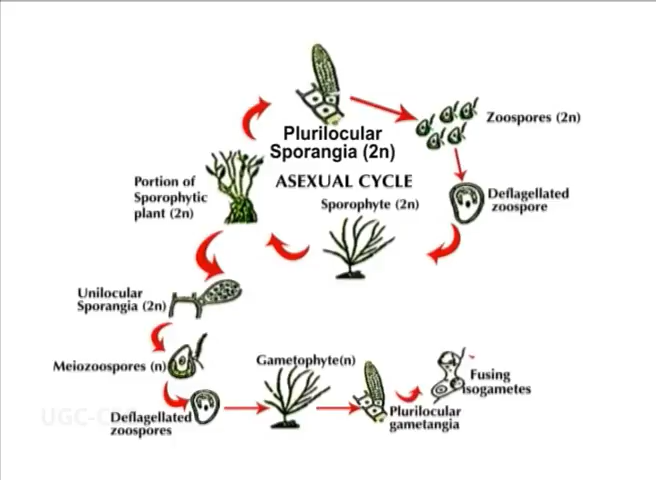 Plurilocular
Sporangia (2n)
Zoospores (2n)
ASEXUAL CYCLE
Portion of
Sporophytic
plant (2n)
Sporophyte (2n)
Deflagellated
zoospore
Unilocular
Sporangia (2n)
Meiozoospores (n)
Gametophyte(n)
Fusing
isogametes
Deflagellated
zoospores
Plurilocular
gametangia